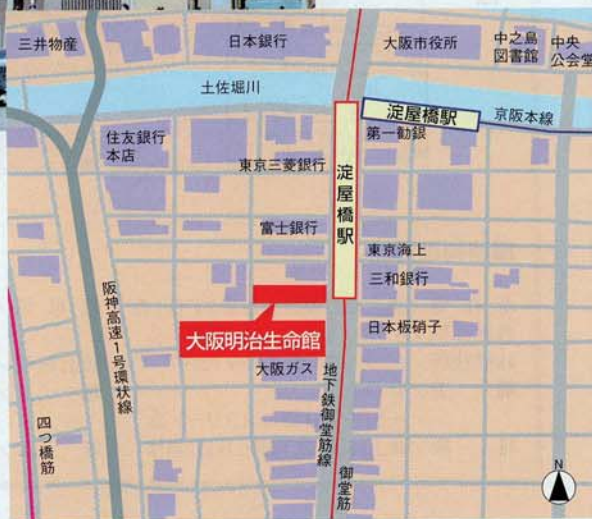 三井物産
日本銀行
大阪市役所
中之島
図書館
中央
公会堂
土佐堀川
淀屋橋駅
京阪本線
住友銀行
本店
第一勧銀
東京三菱銀行
淀屋橋駅
富士銀行
東京海上
三和銀行
大阪明治生命館
日本板硝子
阪神高速1号環状線
大阪ガス
地下鉄御堂筋線
四つ橋筋
御堂筋
N